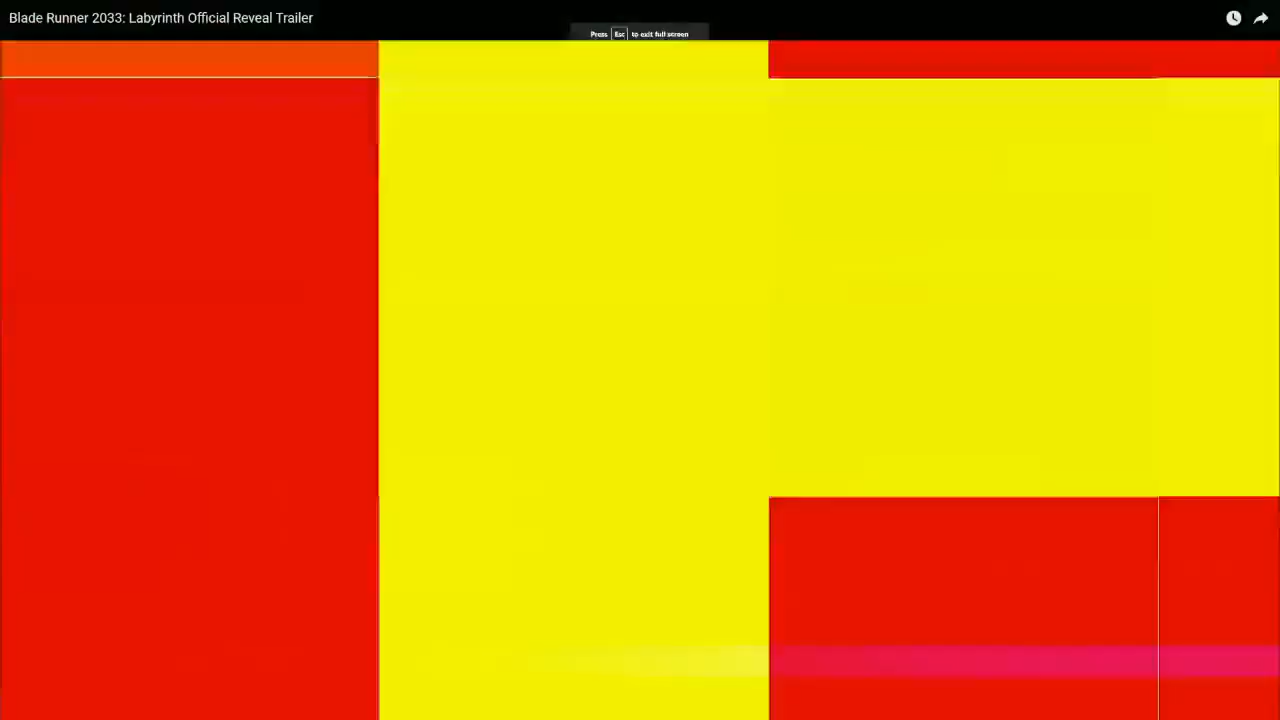 Blade Runner 2033: Labyrinth Official Reveal Trailer
Press Esc to exit full screen